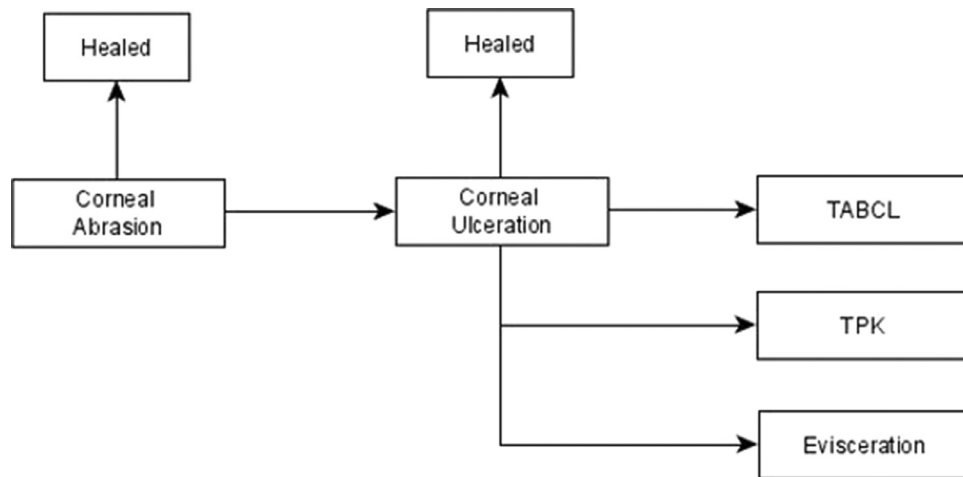 Healed
Healed
Corneal
Abrasion
Corneal
Ulceration
TABCL
TPK
Evisceration